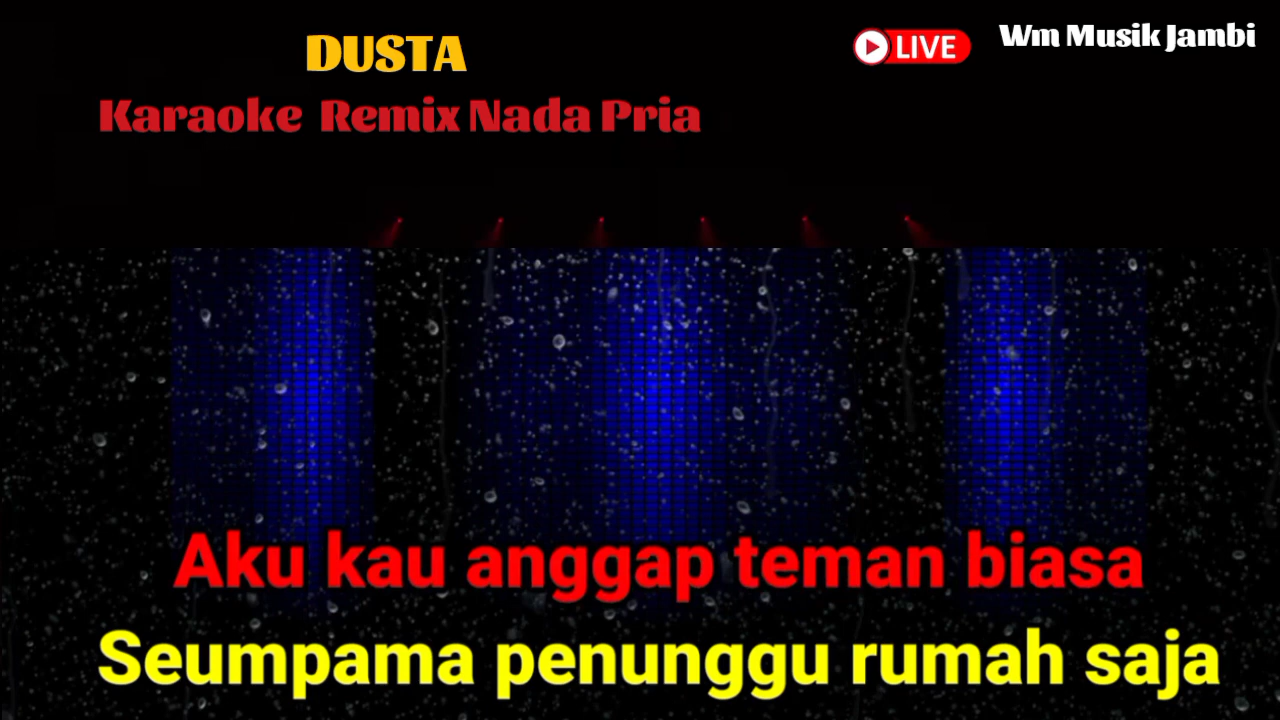 DUSTA
LIVE
Wm Musik Jambi
Karaoke Remix Nada Pria
Aku kau anggap teman biasa
Seumpama penunggu rumah saja